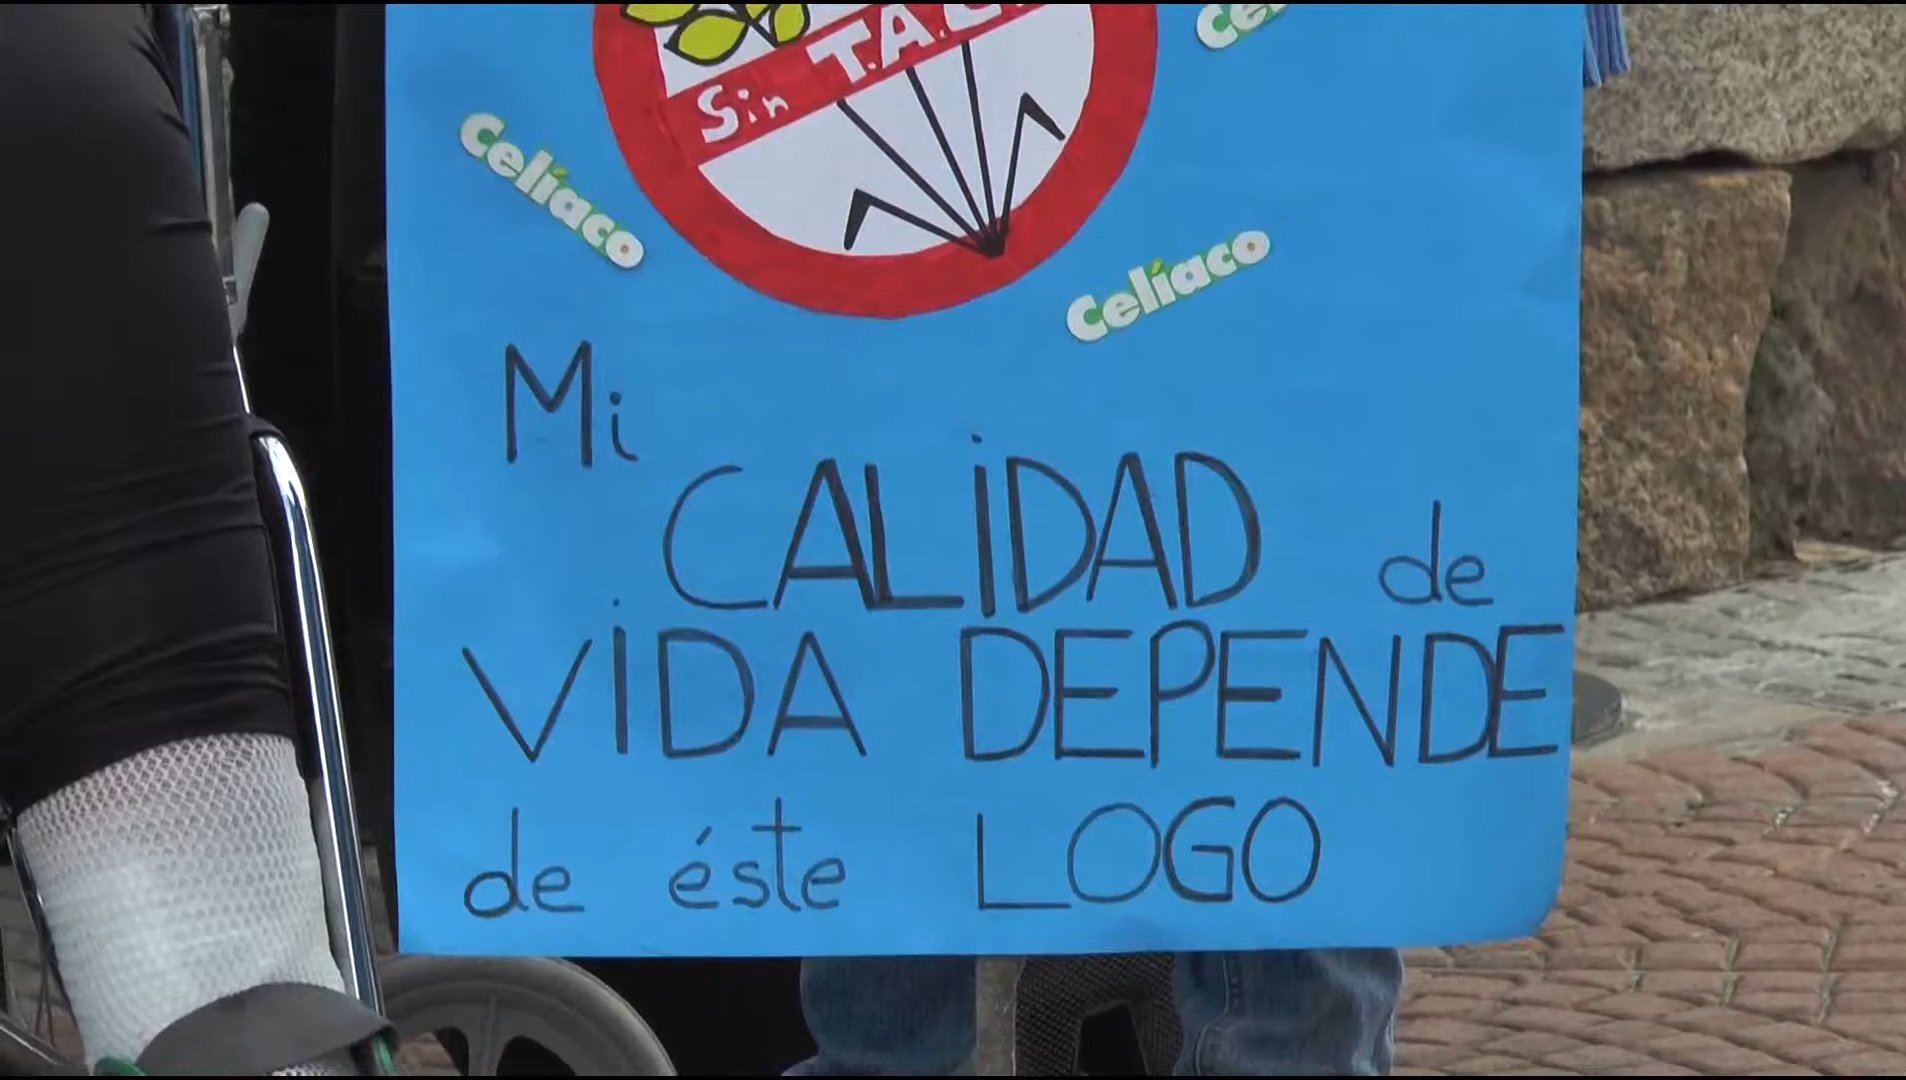 Sin T.A.C.
Celíaco
Celíaco
Mi
CALiDAD de
ViDA DEPENDE
de éste LOGO